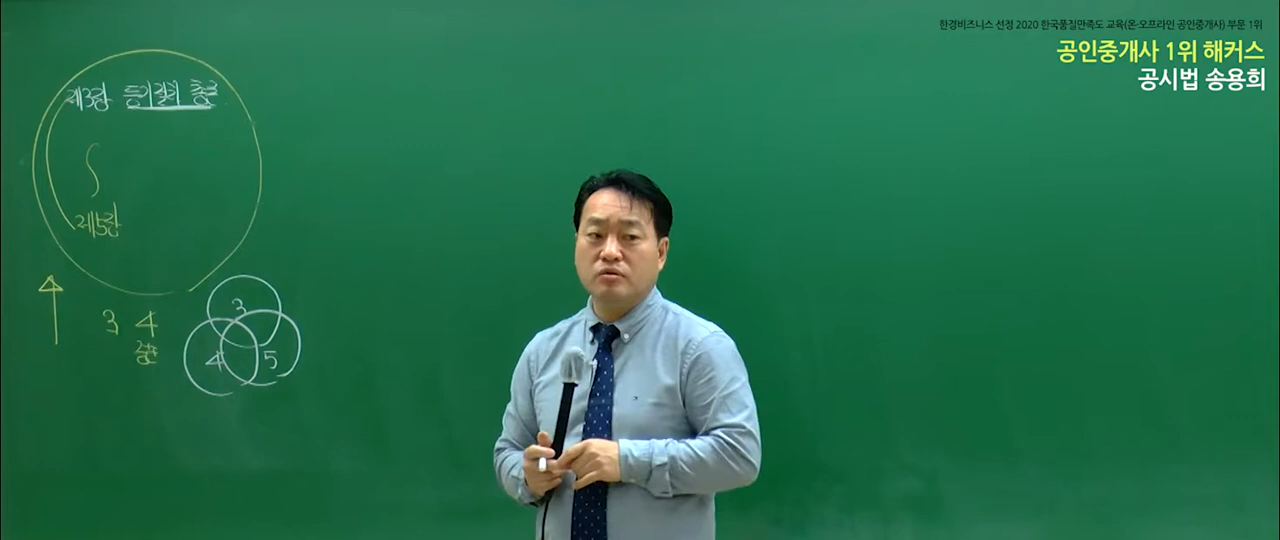 한경비즈니스 선정 2020 한국품질만족도 교육(온·오프라인 공인중개사) 부문 1위
공인중개사 1위 해커스
공시법 송용희
제3장 등기절차 총론
제5장
3 4
3
4 5